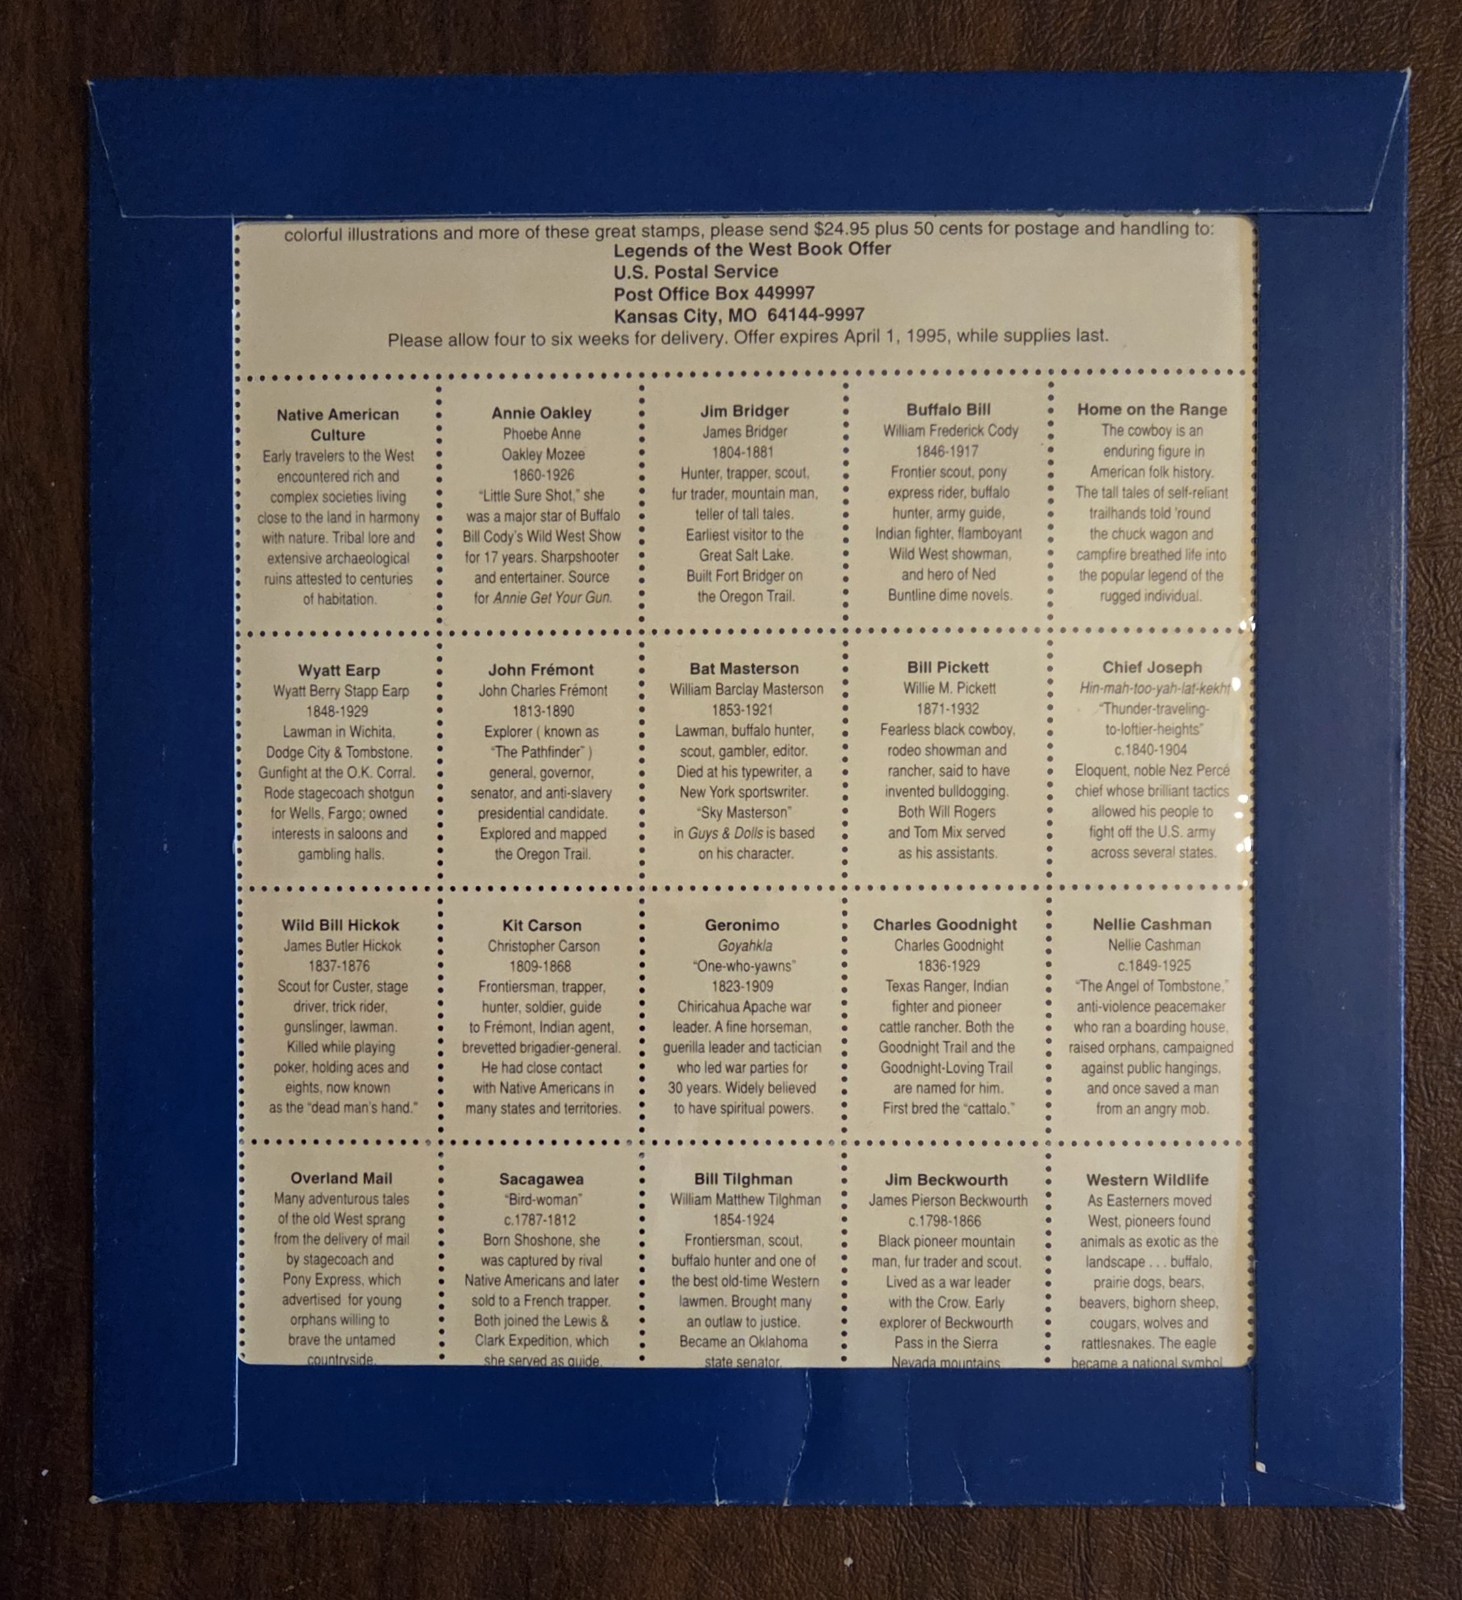 colorful illustrations and more of these great stamps, please send $24.95 plus 50 cents for postage and handling to:
Legends of the West Book Offer
U.S. Postal Service
Post Office Box 449997
Kansas City, MO 64144-9997
Please allow four to six weeks for delivery. Offer expires April 1, 1995, while supplies last.
Native American
Culture
Early travelers to the West
encountered rich and
complex societies living
close to the land in harmony
with nature. Tribal lore and
extensive archaeological
ruins attested to centuries
of habitation.
Annie Oakley
Phoebe Anne
Oakley Mozee
1860-1926
“Little Sure Shot,” she
was a major star of Buffalo
Bill Cody's Wild West Show
for 17 years. Sharpshooter
and entertainer. Source
for Annie Get Your Gun.
Jim Bridger
James Bridger
1804-1881
Hunter, trapper, scout,
fur trader, mountain man,
teller of tall tales.
Earliest visitor to the
Great Salt Lake.
Built Fort Bridger on
the Oregon Trail.
Buffalo Bill
William Frederick Cody
1846-1917
Frontier scout, pony
express rider, buffalo
hunter, army guide,
Indian fighter, flamboyant
Wild West showman,
and hero of Ned
Buntline dime novels.
Home on the Range
The cowboy is an
enduring figure in
American folk history.
The tall tales of self-reliant
trailhands told 'round
the chuck wagon and
campfire breathed life into
the popular legend of the
rugged individual.
Wyatt Earp
Wyatt Berry Stapp Earp
1848-1929
Lawman in Wichita,
Dodge City & Tombstone.
Gunfight at the O.K. Corral.
Rode stagecoach shotgun
for Wells, Fargo; owned
interests in saloons and
gambling halls.
John Frémont
John Charles Frémont
1813-1890
Explorer ( known as
“The Pathfinder” )
general, governor,
senator, and anti-slavery
presidential candidate.
Explored and mapped
the Oregon Trail.
Bat Masterson
William Barclay Masterson
1853-1921
Lawman, buffalo hunter,
scout, gambler, editor.
Died at his typewriter, a
New York sportswriter.
“Sky Masterson”
in Guys & Dolls is based
on his character.
Bill Pickett
Willie M. Pickett
1871-1932
Fearless black cowboy,
rodeo showman and
rancher, said to have
invented bulldogging.
Both Will Rogers
and Tom Mix served
as his assistants.
Chief Joseph
Hin-mah-too-yah-lat-kekht
“Thunder-traveling-
to-loftier-heights”
c.1840-1904
Eloquent, noble Nez Percé
chief whose brilliant tactics
allowed his people to
fight off the U.S. army
across several states.
Wild Bill Hickok
James Butler Hickok
1837-1876
Scout for Custer, stage
driver, trick rider,
gunslinger, lawman.
Killed while playing
poker, holding aces and
eights, now known
as the “dead man's hand.”
Kit Carson
Christopher Carson
1809-1868
Frontiersman, trapper,
hunter, soldier, guide
to Frémont, Indian agent,
brevetted brigadier-general.
He had close contact
with Native Americans in
many states and territories.
Geronimo
Goyahkla
“One-who-yawns”
1823-1909
Chiricahua Apache war
leader. A fine horseman,
guerilla leader and tactician
who led war parties for
30 years. Widely believed
to have spiritual powers.
Charles Goodnight
Charles Goodnight
1836-1929
Texas Ranger, Indian
fighter and pioneer
cattle rancher. Both the
Goodnight Trail and the
Goodnight-Loving Trail
are named for him.
First bred the “cattalo.”
Nellie Cashman
Nellie Cashman
c.1849-1925
“The Angel of Tombstone,”
anti-violence peacemaker
who ran a boarding house,
raised orphans, campaigned
against public hangings,
and once saved a man
from an angry mob.
Overland Mail
Many adventurous tales
of the old West sprang
from the delivery of mail
by stagecoach and
Pony Express, which
advertised for young
orphans willing to
brave the untamed
countryside.
Sacagawea
“Bird-woman”
c.1787-1812
Born Shoshone, she
was captured by rival
Native Americans and later
sold to a French trapper.
Both joined the Lewis &
Clark Expedition, which
she served as guide.
Bill Tilghman
William Matthew Tilghman
1854-1924
Frontiersman, scout,
buffalo hunter and one of
the best old-time Western
lawmen. Brought many
an outlaw to justice.
Became an Oklahoma
state senator.
Jim Beckwourth
James Pierson Beckwourth
c.1798-1866
Black pioneer mountain
man, fur trader and scout.
Lived as a war leader
with the Crow. Early
explorer of Beckwourth
Pass in the Sierra
Nevada mountains
Western Wildlife
As Easterners moved
West, pioneers found
animals as exotic as the
landscape . . . buffalo,
prairie dogs, bears,
beavers, bighorn sheep,
cougars, wolves and
rattlesnakes. The eagle
became a national symbol